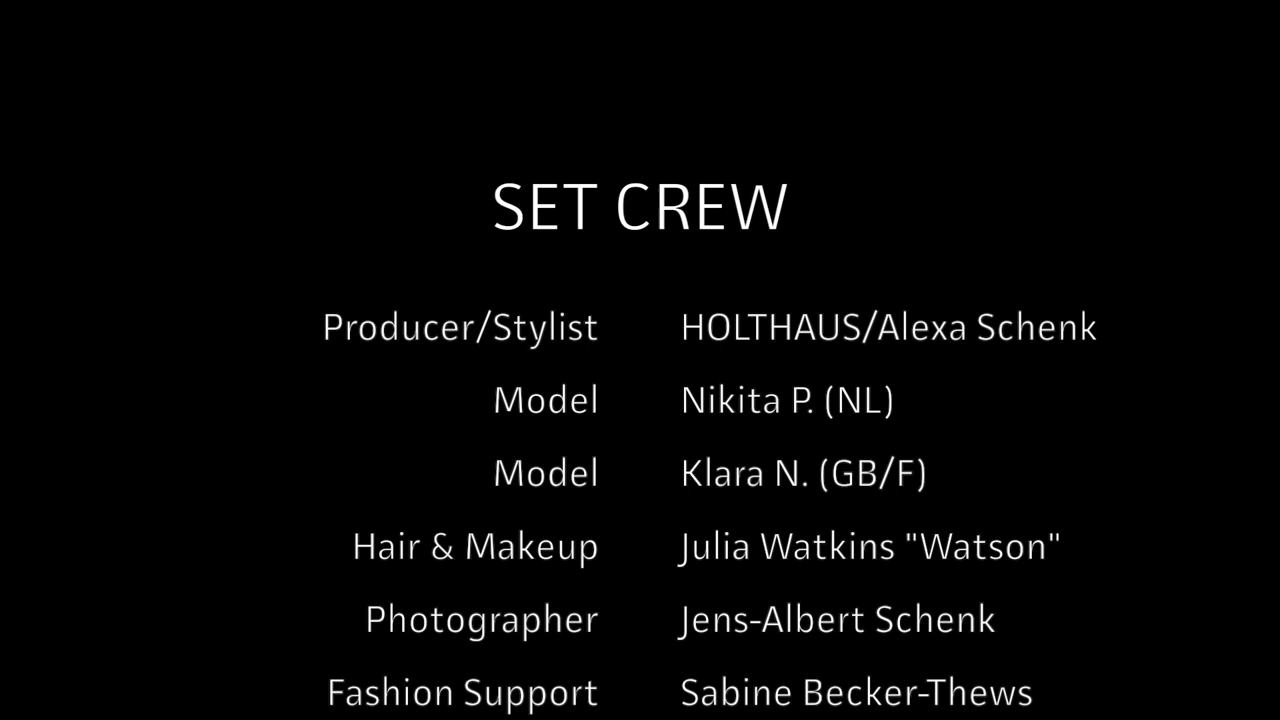 SET CREW
Producer/Stylist HOLTHAUS/Alexa Schenk
Model Nikita P. (NL)
Model Klara N. (GB/F)
Hair & Makeup Julia Watkins "Watson"
Photographer Jens-Albert Schenk
Fashion Support Sabine Becker-Thews